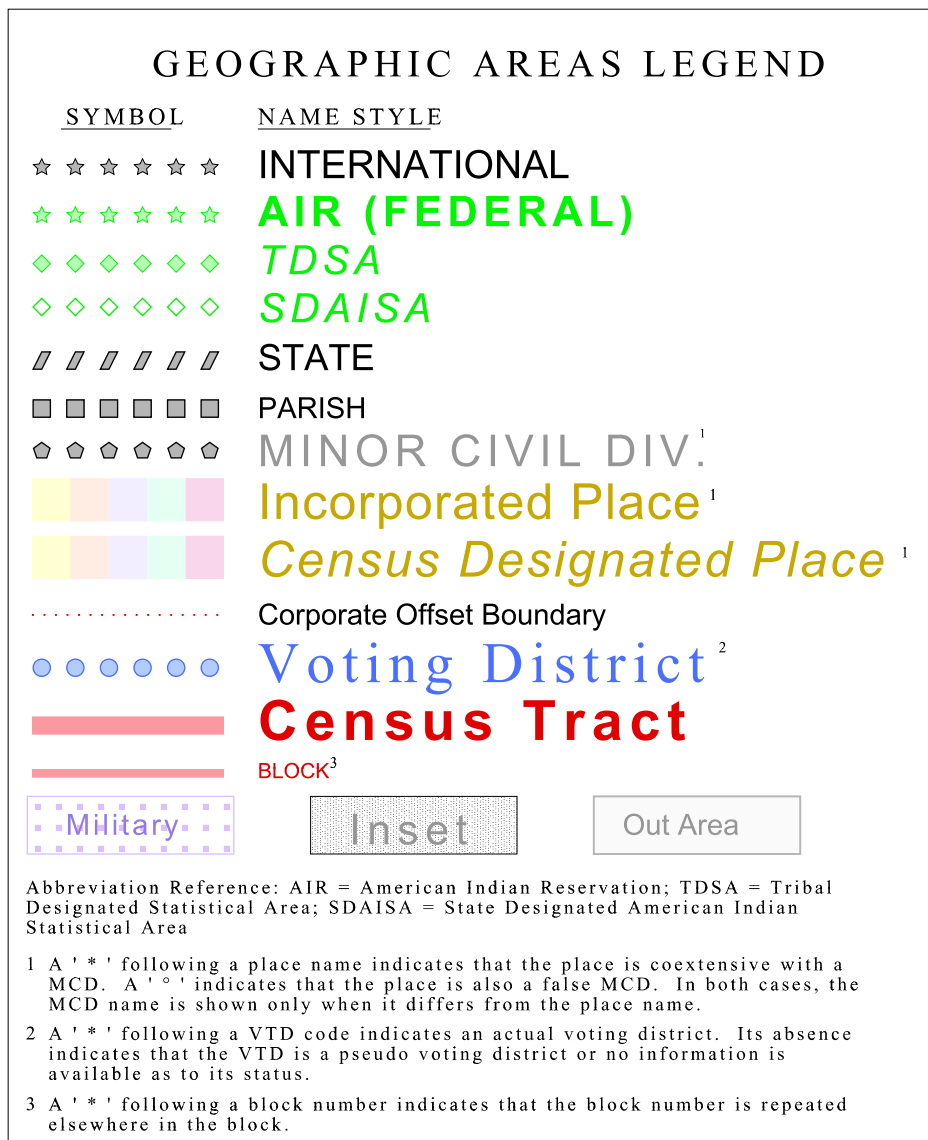 GEOGRAPHIC AREAS LEGEND
SYMBOL NAME STYLE
INTERNATIONAL
AIR (FEDERAL)
TDSA
SDAISA
STATE
PARISH
MINOR CIVIL DIV.¹
Incorporated Place ¹
Census Designated Place ¹
Corporate Offset Boundary
Voting District ²
Census Tract
BLOCK³
Military Inset Out Area
Abbreviation Reference: AIR = American Indian Reservation; TDSA = Tribal
Designated Statistical Area; SDAISA = State Designated American Indian
Statistical Area
1 A ' * ' following a place name indicates that the place is coextensive with a
MCD. A ' ° ' indicates that the place is also a false MCD. In both cases, the
MCD name is shown only when it differs from the place name.
2 A ' * ' following a VTD code indicates an actual voting district. Its absence
indicates that the VTD is a pseudo voting district or no information is
available as to its status.
3 A ' * ' following a block number indicates that the block number is repeated
elsewhere in the block.